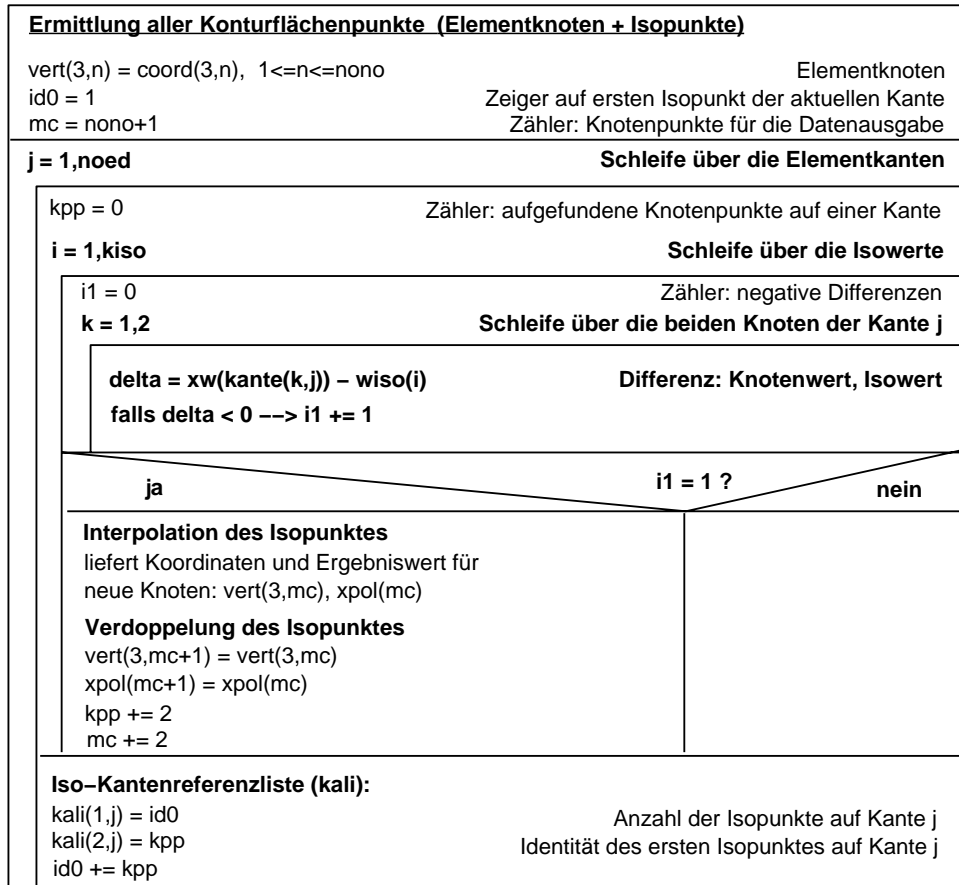 Ermittlung aller Konturflächenpunkte (Elementknoten + Isopunkte)
vert(3,n) = coord(3,n), 1<=n<=nono Elementknoten
id0 = 1 Zeiger auf ersten Isopunkt der aktuellen Kante
mc = nono+1 Zähler: Knotenpunkte für die Datenausgabe
j = 1,noed Schleife über die Elementkanten
kpp = 0 Zähler: aufgefundene Knotenpunkte auf einer Kante
i = 1,kiso Schleife über die Isowerte
i1 = 0 Zähler: negative Differenzen
k = 1,2 Schleife über die beiden Knoten der Kante j
delta = xw(kante(k,j)) − wiso(i) Differenz: Knotenwert, Isowert
falls delta < 0 −−> i1 += 1
ja i1 = 1 ? nein
Interpolation des Isopunktes
liefert Koordinaten und Ergebniswert für
neue Knoten: vert(3,mc), xpol(mc)
Verdoppelung des Isopunktes
vert(3,mc+1) = vert(3,mc)
xpol(mc+1) = xpol(mc)
kpp += 2
mc += 2
Iso−Kantenreferenzliste (kali):
kali(1,j) = id0 Anzahl der Isopunkte auf Kante j
kali(2,j) = kpp Identität des ersten Isopunktes auf Kante j
id0 += kpp